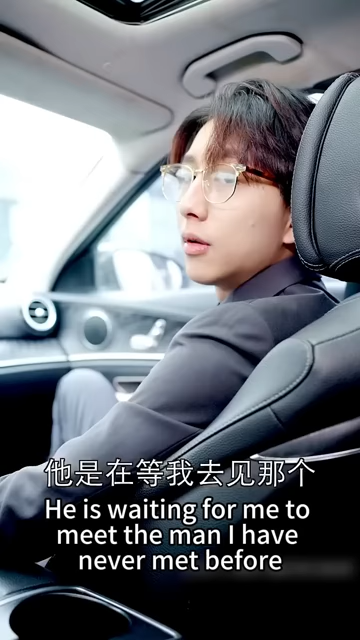 他是在等我去见那个
He is waiting for me to
meet the man I have
never met before